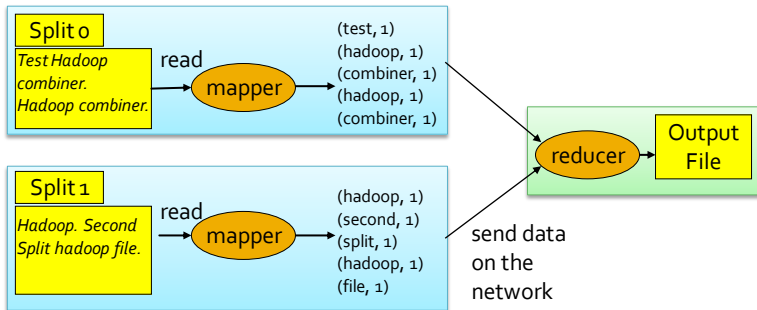 Split 0
Test Hadoop
combiner.
Hadoop combiner.
read
mapper
(test, 1)
(hadoop, 1)
(combiner, 1)
(hadoop, 1)
(combiner, 1)
Split 1
Hadoop. Second
Split hadoop file.
read
mapper
(hadoop, 1)
(second, 1)
(split, 1)
(hadoop, 1)
(file, 1)
send data
on the
network
reducer
Output
File